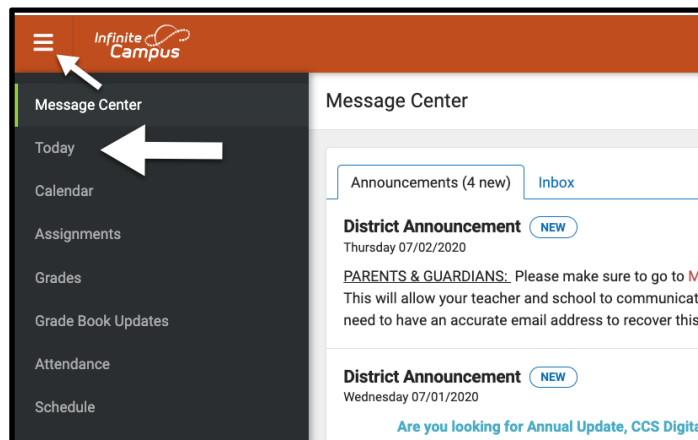 Infinite
Campus
Message Center
Today
Calendar
Assignments
Grades
Grade Book Updates
Attendance
Schedule
Message Center
Announcements (4 new) Inbox
District Announcement NEW
Thursday 07/02/2020
PARENTS & GUARDIANS: Please make sure to go to M
This will allow your teacher and school to communicat
need to have an accurate email address to recover this
District Announcement NEW
Wednesday 07/01/2020
Are you looking for Annual Update, CCS Digita